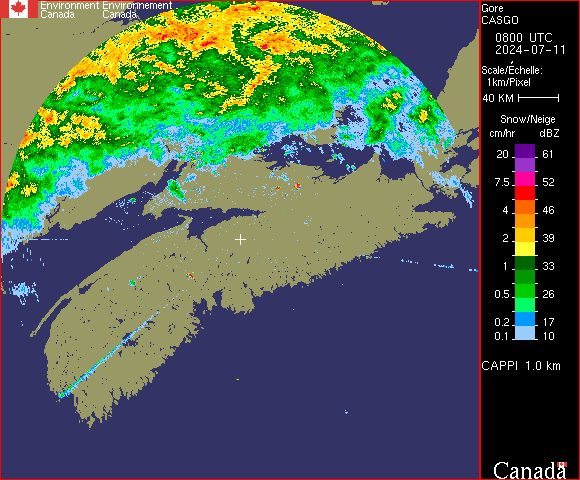 Environment Environnement
Canada Canada
Gore
CASGO
0800 UTC
2024-07-11
Scale/Échelle:
1km/Pixel
40 KM
Snow/Neige
cm/hr dBZ
20 61
7.5 52
4 46
2 39
1 33
0.5 26
0.2 17
0.1 10
CAPPI 1.0 km
Canada